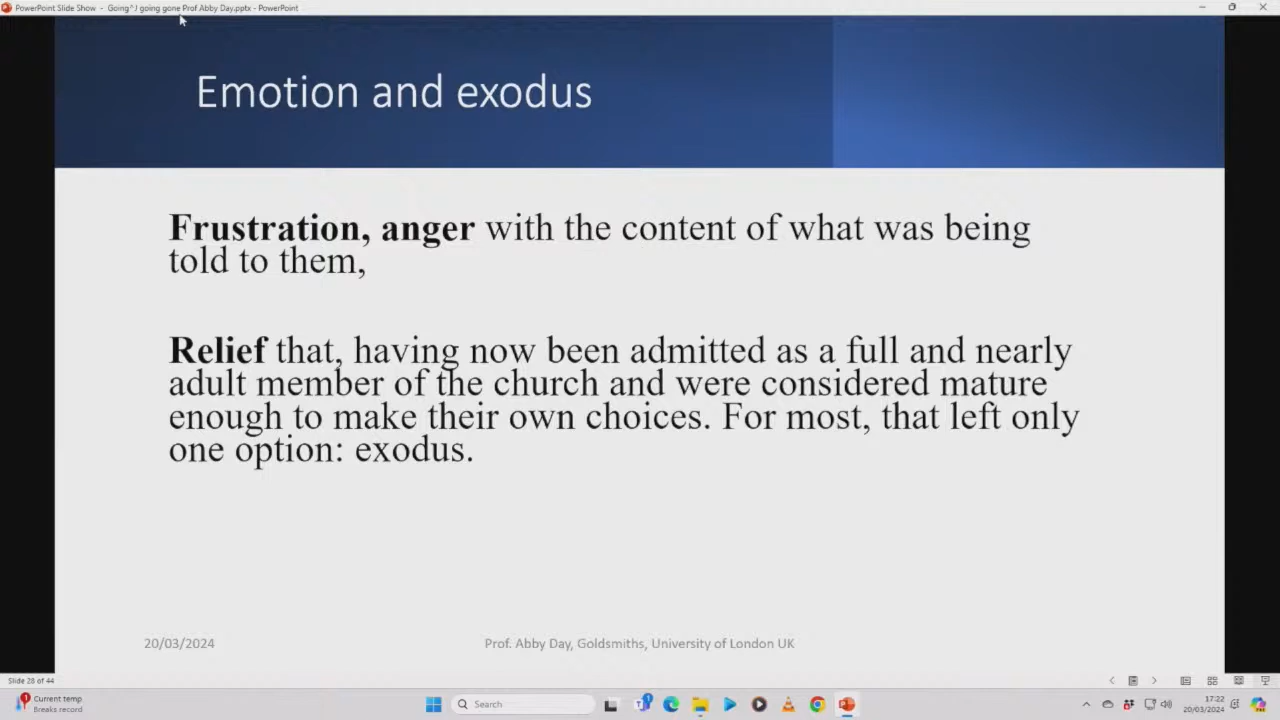 PowerPoint Slide Show - Going^J going gone Prof Abby Day.pptx - PowerPoint
Emotion and exodus
Frustration, anger with the content of what was being
told to them,
Relief that, having now been admitted as a full and nearly
adult member of the church and were considered mature
enough to make their own choices. For most, that left only
one option: exodus.
20/03/2024
Prof. Abby Day, Goldsmiths, University of London UK
Slide 28 of 44
1
Current temp
Breaks record
Search
1
17:22
20/03/2024